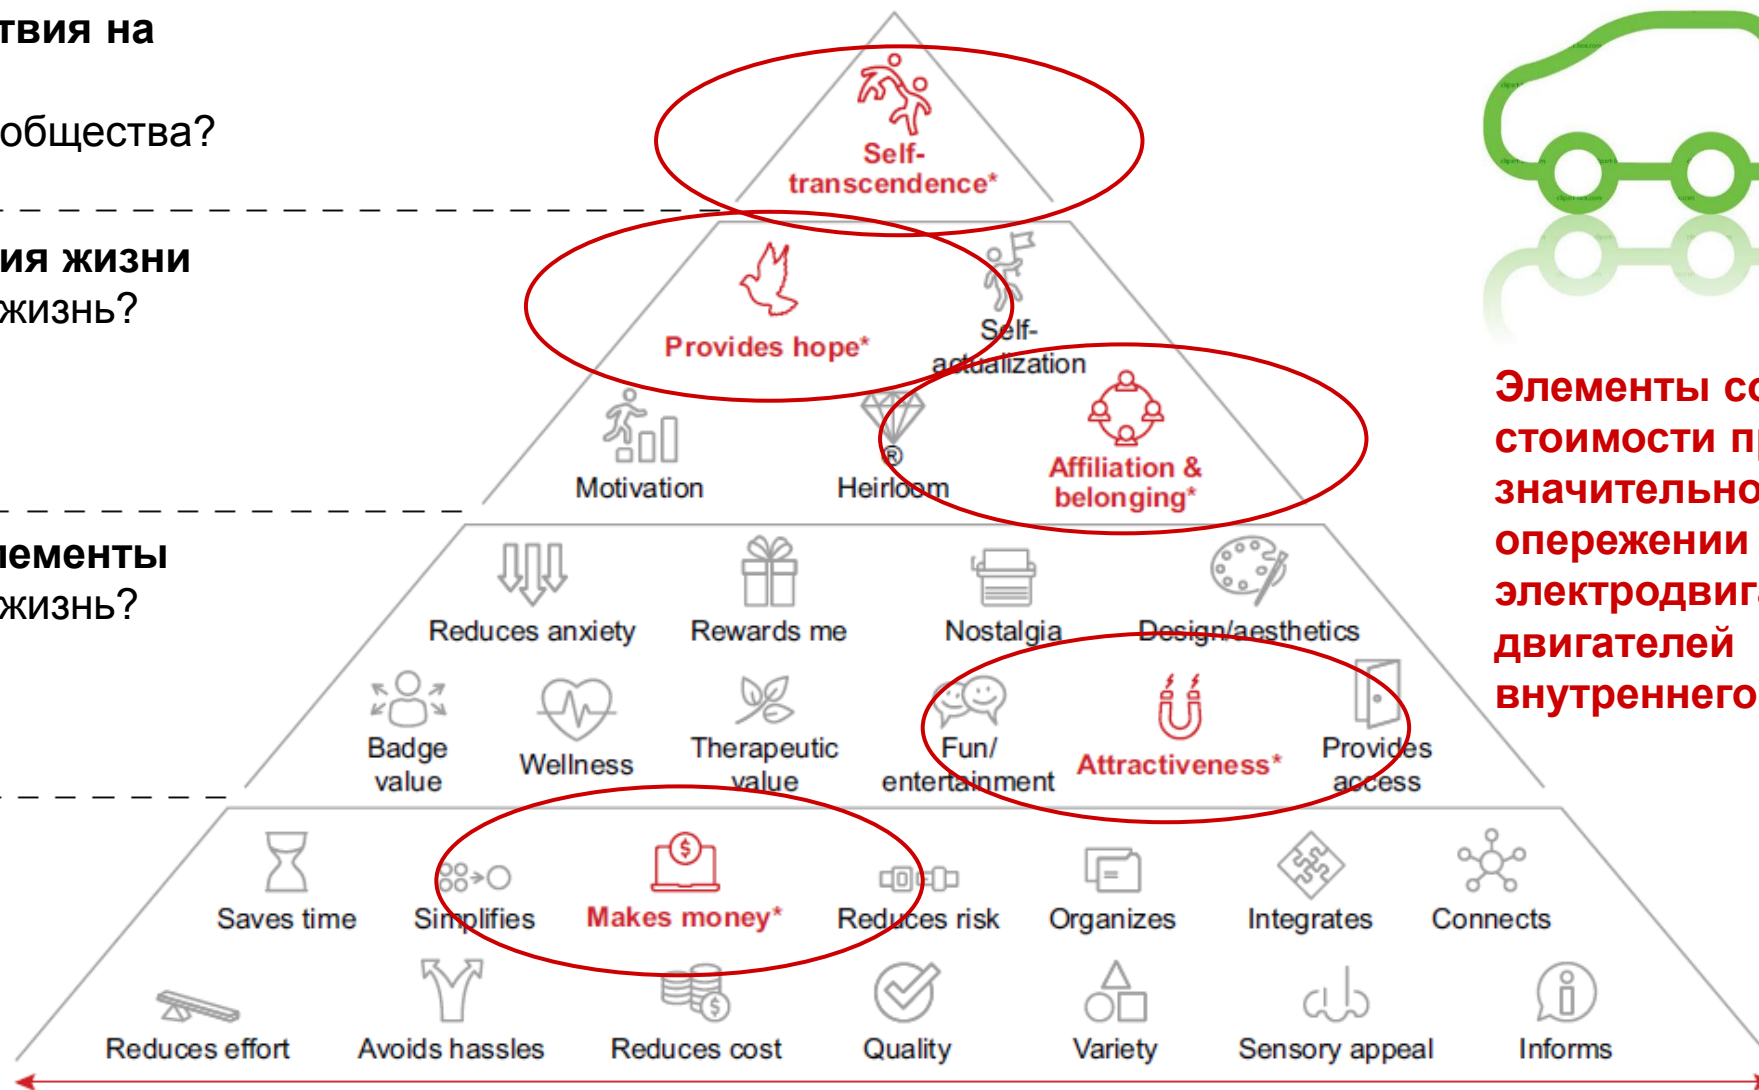 твия на
общества?
Self-
transcendence*
ия жизни
жизнь?
Provides hope*
Self-
actualization
Motivation
®
Heirloom
Affiliation &
belonging*
лементы
жизнь?
Reduces anxiety
Rewards me
Nostalgia
Design/aesthetics
Badge
value
Wellness
Therapeutic
value
Fun/
entertainment
Attractiveness*
Provides
access
Saves time
Simplifies
Makes money*
Reduces risk
Organizes
Integrates
Connects
Reduces effort
Avoids hassles
Reduces cost
Quality
Variety
Sensory appeal
Informs
Элементы со
стоимости пр
значительно
опережении
электродвига
двигателей
внутреннего